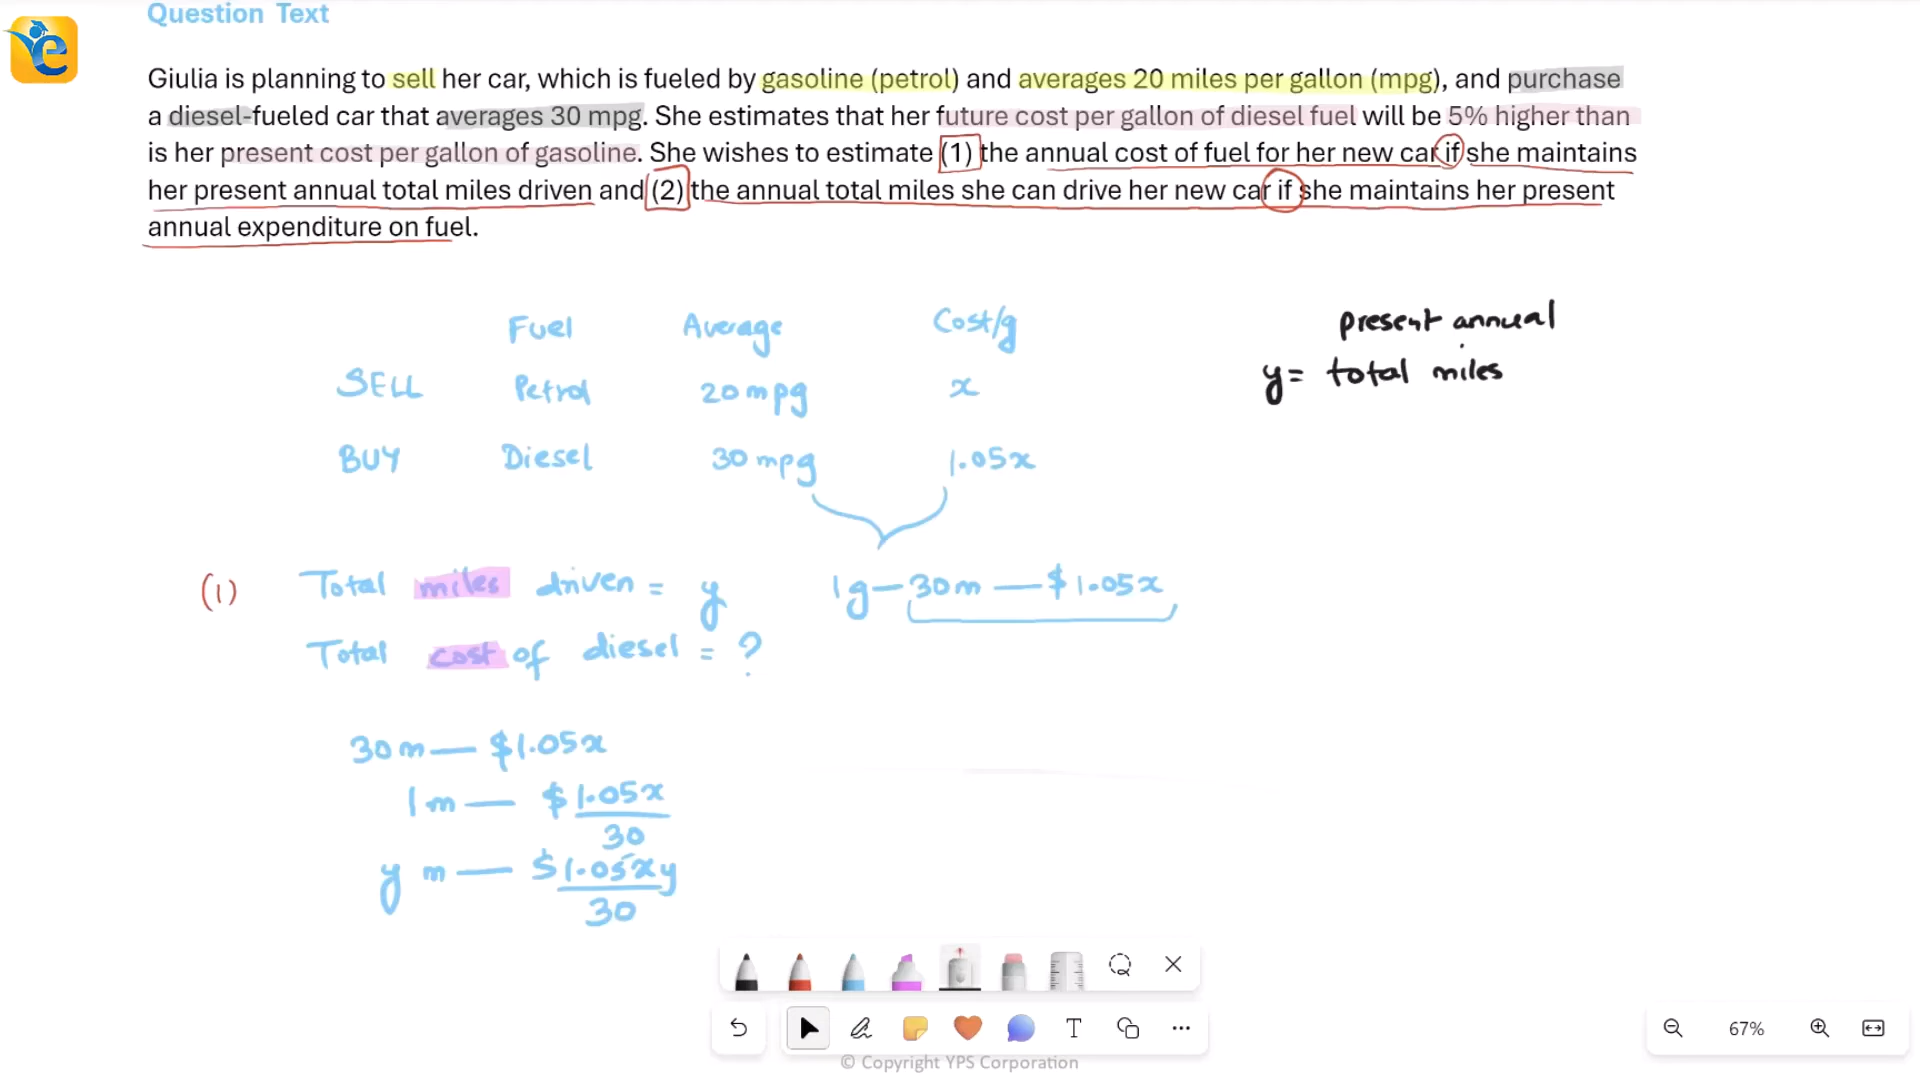 Question Text
Giulia is planning to sell her car, which is fueled by gasoline (petrol) and averages 20 miles per gallon (mpg), and purchase
a diesel-fueled car that averages 30 mpg. She estimates that her future cost per gallon of diesel fuel will be 5% higher than
is her present cost per gallon of gasoline. She wishes to estimate (1) the annual cost of fuel for her new car if she maintains
her present annual total miles driven and (2) the annual total miles she can drive her new car if she maintains her present
annual expenditure on fuel.
Fuel Average Cost/g
SELL Petrol 20 mpg x
BUY Diesel 30 mpg 1.05x
present annual
y = total miles
(1) Total miles driven = y
Total cost of diesel = ?
1g — 30m — $1.05x
30m — $1.05x
1m — $1.05x
30
y m — $1.05xy
30
67%
© Copyright YPS Corporation